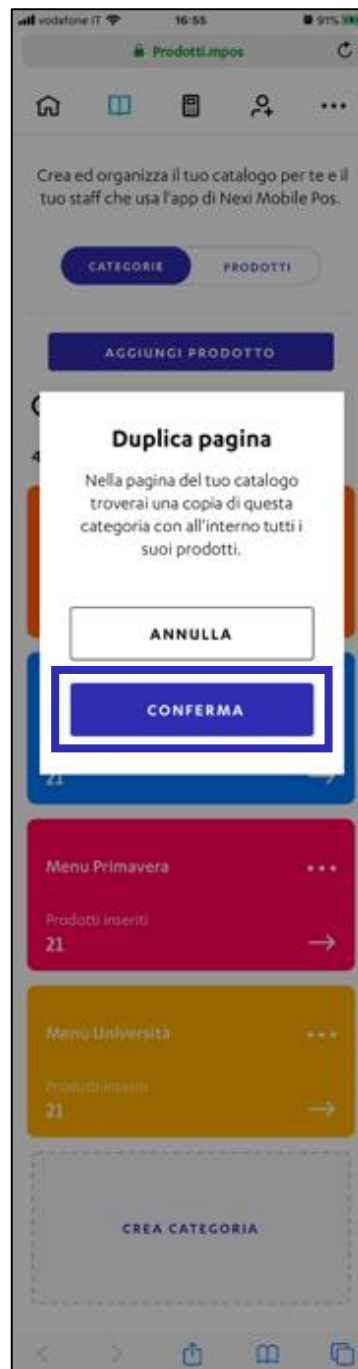 vodafone IT 16:55 91%
Prodotti.mpos
Crea ed organizza il tuo catalogo per te e il
tuo staff che usa l'app di Nexi Mobile Pos.
CATEGORIE PRODOTTI
AGGIUNGI PRODOTTO
Duplica pagina
Nella pagina del tuo catalogo
troverai una copia di questa
categoria con all'interno tutti i
suoi prodotti.
ANNULLA
CONFERMA
21
Menu Primavera
Prodotti inseriti
21
Menù Università
Prodotti inseriti
21
CREA CATEGORIA